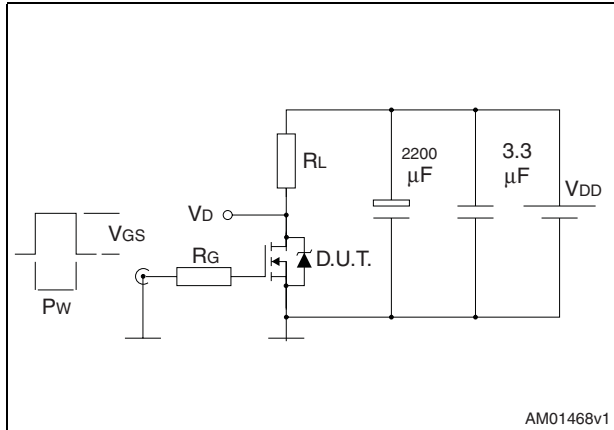 RL
2200
μF
3.3
μF
VDD
VD
VGS
RG
D.U.T.
PW
AM01468v1